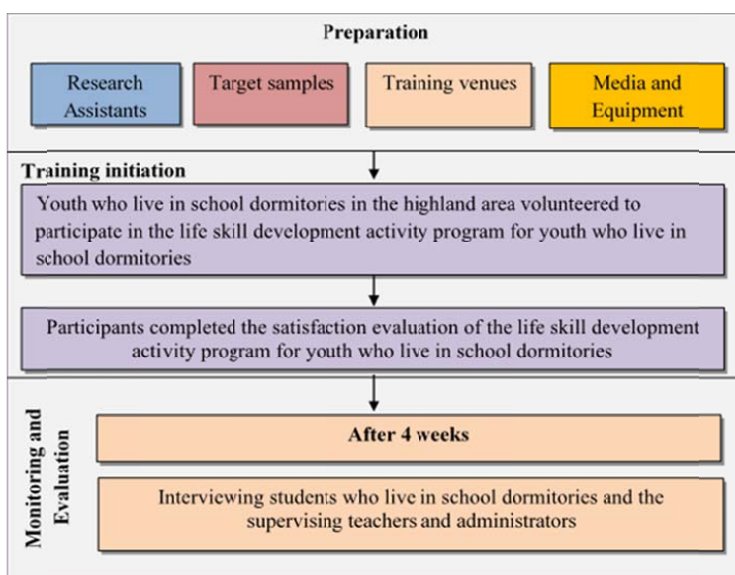 Preparation
Research
Assistants
Target samples
Training venues
Media and
Equipment
Training initiation
Youth who live in school dormitories in the highland area volunteered to
participate in the life skill development activity program for youth who live in
school dormitories
Participants completed the satisfaction evaluation of the life skill development
activity program for youth who live in school dormitories
Monitoring and
Evaluation
After 4 weeks
Interviewing students who live in school dormitories and the
supervising teachers and administrators